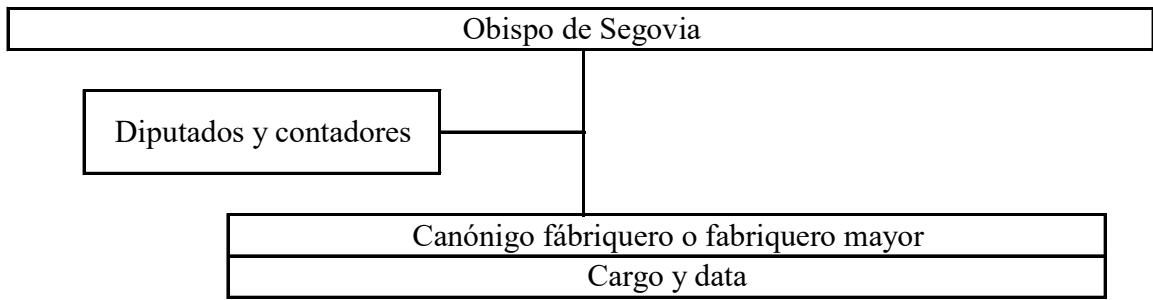 Obispo de Segovia
Diputados y contadores
Canónigo fábriquero o fabriquero mayor
Cargo y data